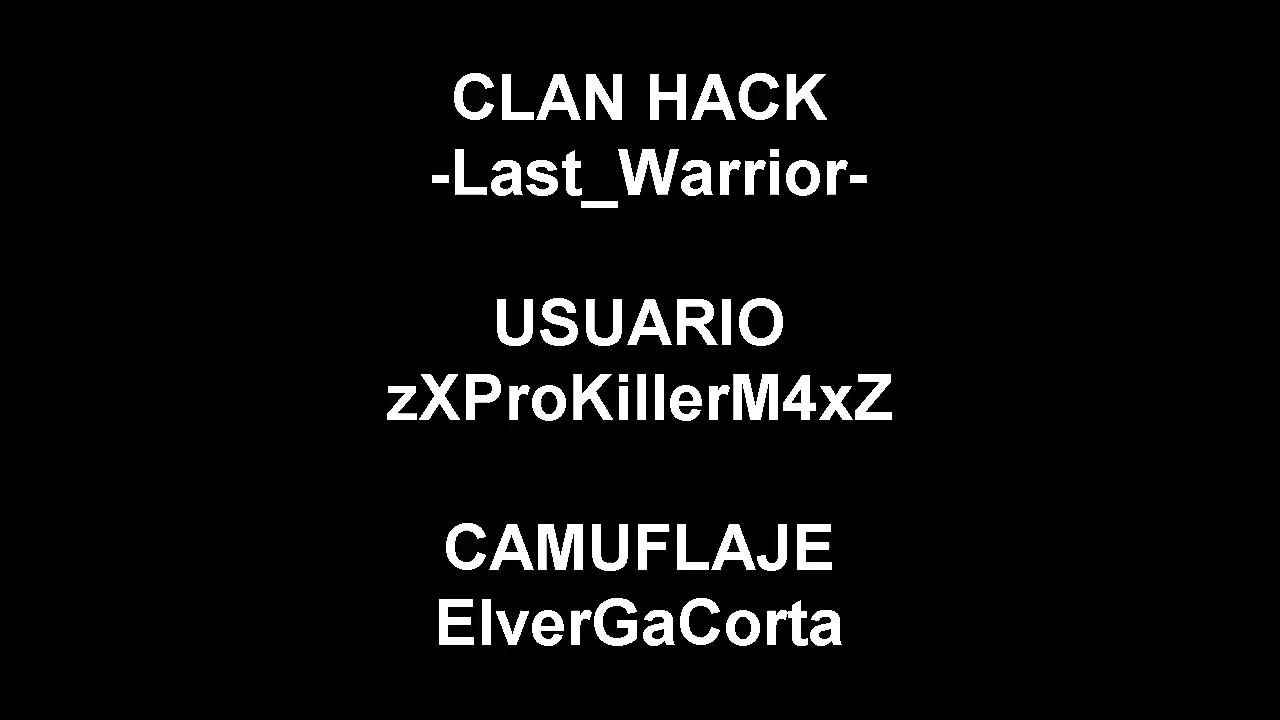 CLAN HACK
-Last_Warrior-
USUARIO
zXProKillerM4xZ
CAMUFLAJE
ElverGaCorta